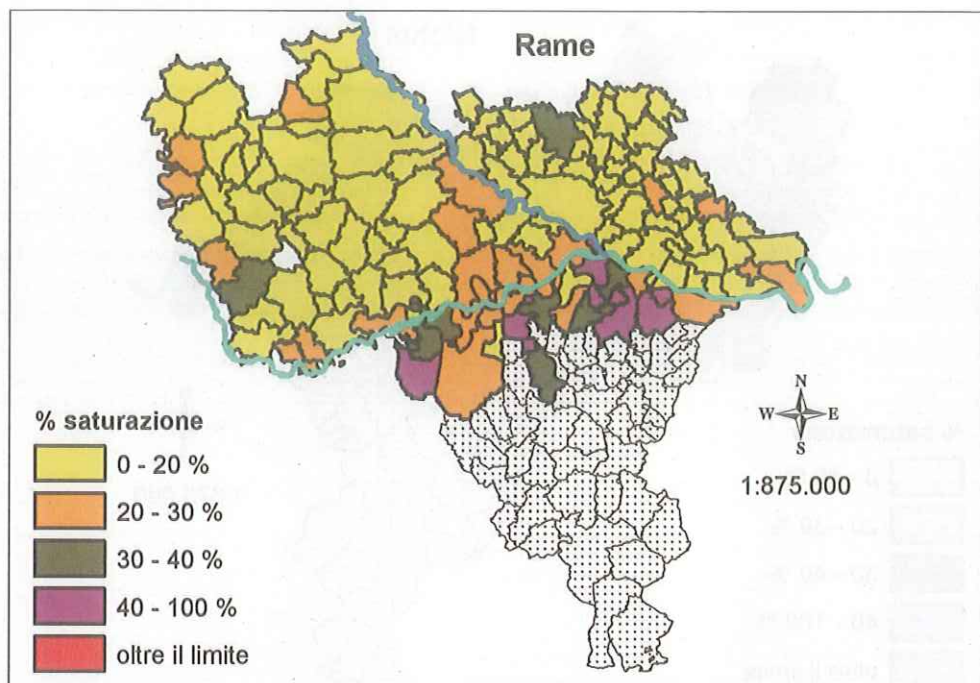 Rame
% saturazione
0 - 20 %
20 - 30 %
30 - 40 %
40 - 100 %
oltre il limite
N
W E
S
1:875.000